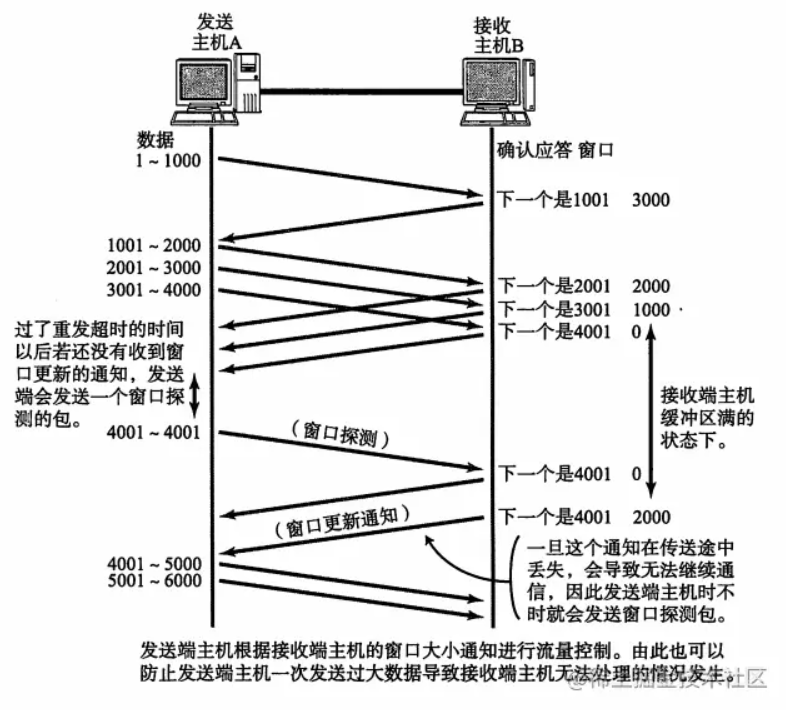 发送
主机A
接收
主机B
数据
确认应答 窗口
1～1000
下一个是1001 3000
1001～2000
2001～3000
3001～4000
下一个是2001 2000
下一个是3001 1000
下一个是4001 0
过了重发超时的时间
以后若还没有收到窗
口更新的通知，发送
端会发送一个窗口探
测的包。
接收端主机
缓冲区满的
状态下。
4001～4001
（窗口探测）
下一个是4001 0
（窗口更新通知）
下一个是4001 2000
4001～5000
5001～6000
一旦这个通知在传送途中
丢失，会导致无法继续通
信，因此发送端主机时不
时就会发送窗口探测包。
发送端主机根据接收端主机的窗口大小通知进行流量控制。由此也可以
防止发送端主机一次发送过大数据导致接收端主机无法处理的情况发生。
@稀土掘金技术社区